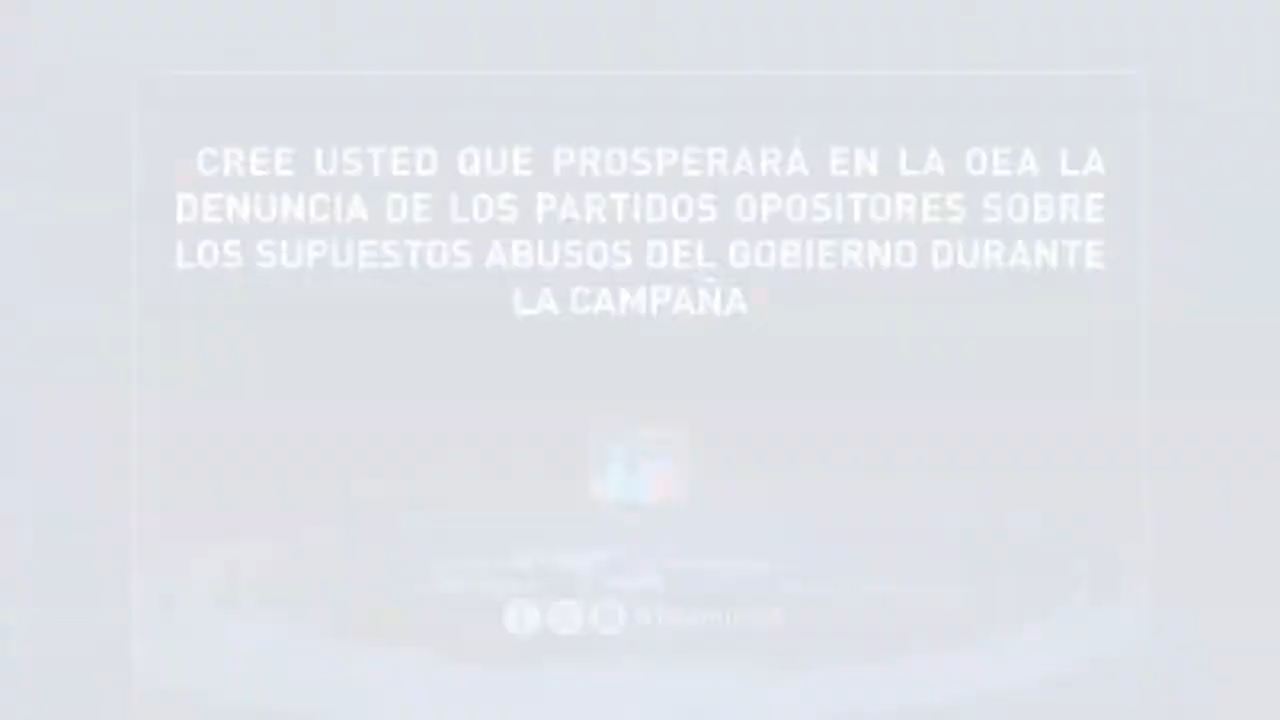 CREE USTED QUE PROSPERARÁ EN LA OEA LA
DENUNCIA DE LOS PARTIDOS OPOSITORES SOBRE
LOS SUPUESTOS ABUSOS DEL GOBIERNO DURANTE
LA CAMPAÑA